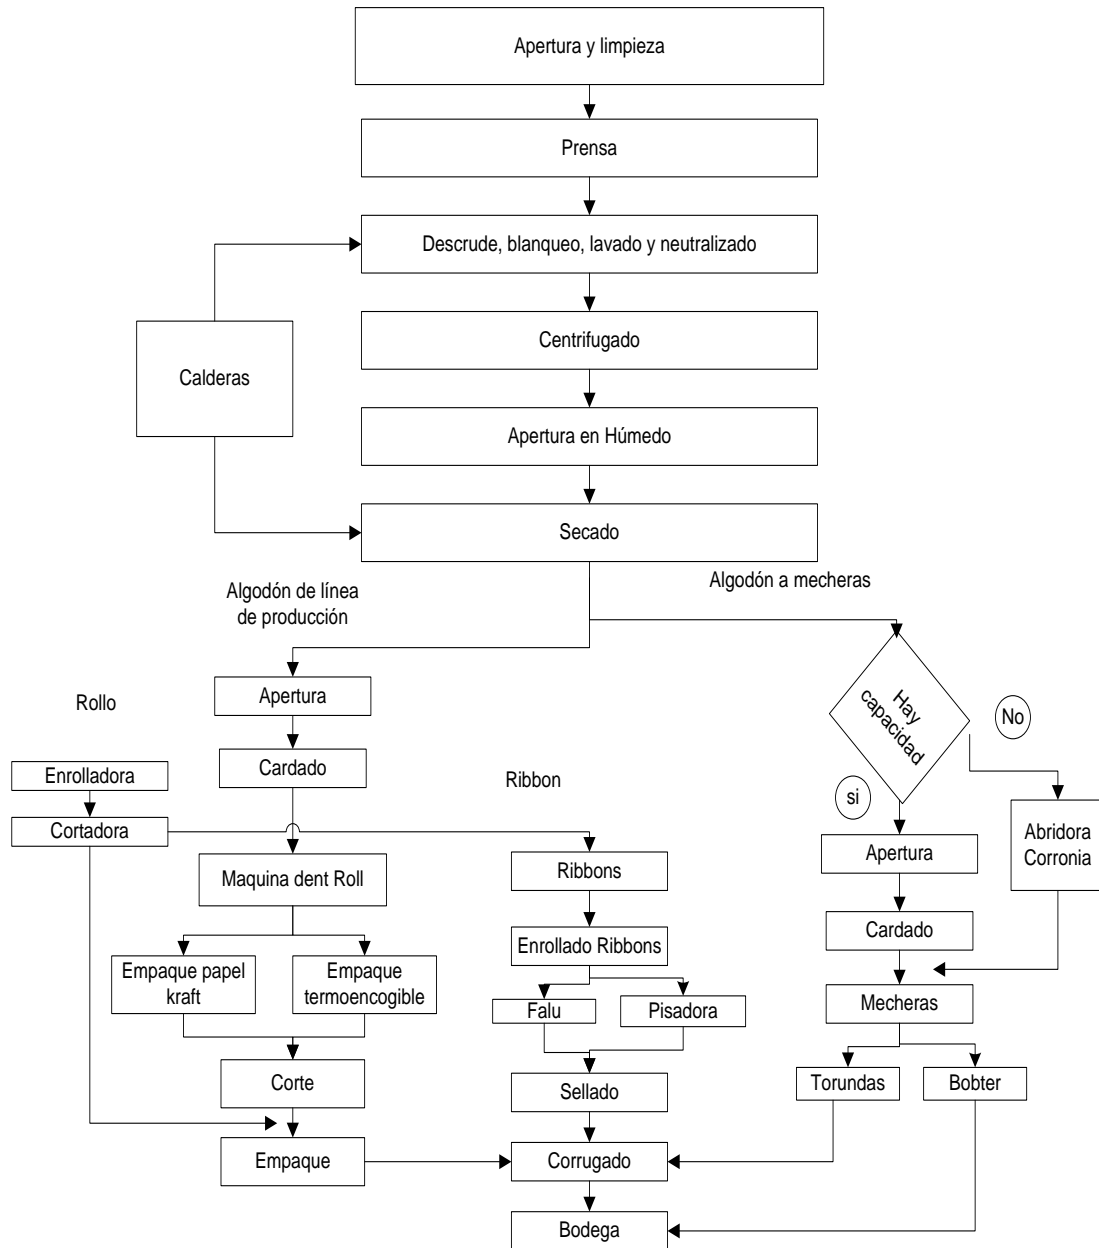 Apertura y limpieza
Prensa
Descrude, blanqueo, lavado y neutralizado
Centrifugado
Calderas
Apertura en Húmedo
Secado
Algodón de línea
de producción
Algodón a mecheras
Apertura
Rollo
Hay
capacidad
No
Cardado
Enrolladora
Ribbon
si
Cortadora
Abridora
Corronia
Apertura
Maquina dent Roll
Ribbons
Cardado
Enrollado Ribbons
Empaque papel
kraft
Empaque
termoencogible
Falu
Pisadora
Mecheras
Corte
Sellado
Torundas
Bobter
Empaque
Corrugado
Bodega